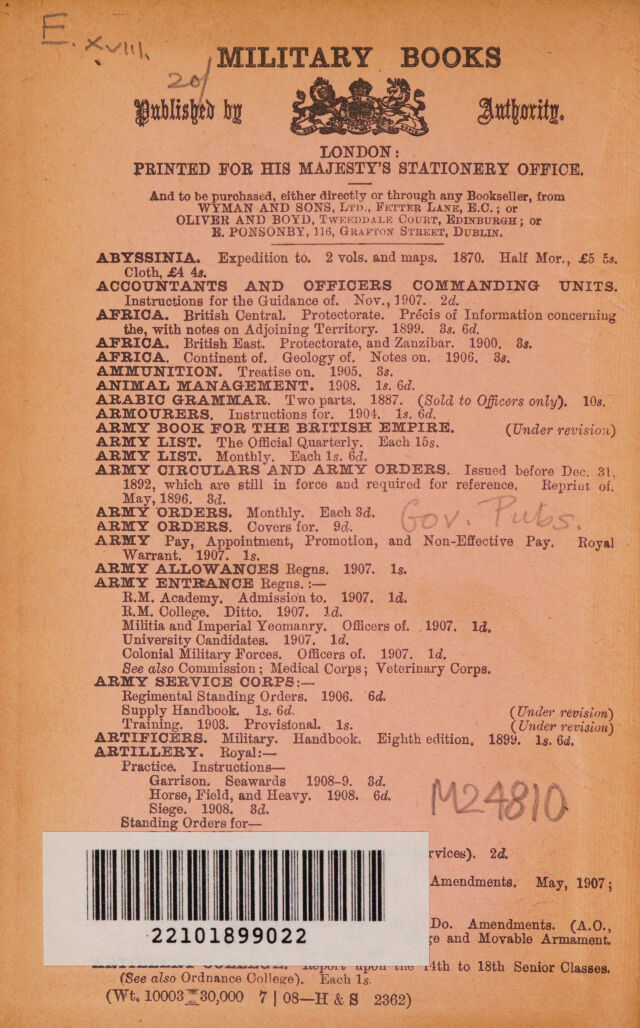 E. XVIII.
20/
MILITARY BOOKS
Published by Authority.
LONDON:
PRINTED FOR HIS MAJESTY'S STATIONERY OFFICE.
And to be purchased, either directly or through any Bookseller, from
WYMAN AND SONS, LTD., FETTER LANE, E.C.; or
OLIVER AND BOYD, TWEEDDALE COURT, EDINBURGH; or
E. PONSONBY, 116, GRAFTON STREET, DUBLIN.
ABYSSINIA. Expedition to. 2 vols. and maps. 1870. Half Mor., £5 5s.
Cloth, £4 4s.
ACCOUNTANTS AND OFFICERS COMMANDING UNITS.
Instructions for the Guidance of. Nov., 1907. 2d.
AFRICA. British Central. Protectorate. Précis of Information concerning
the, with notes on Adjoining Territory. 1899. 3s. 6d.
AFRICA. British East. Protectorate, and Zanzibar. 1900. 3s.
AFRICA. Continent of. Geology of. Notes on. 1906. 3s.
AMMUNITION. Treatise on. 1905. 3s.
ANIMAL MANAGEMENT. 1908. 1s. 6d.
ARABIC GRAMMAR. Two parts. 1887. (Sold to Officers only). 10s.
ARMOURERS. Instructions for. 1904. 1s. 6d.
ARMY BOOK FOR THE BRITISH EMPIRE. (Under revision)
ARMY LIST. The Official Quarterly. Each 15s.
ARMY LIST. Monthly. Each 1s. 6d.
ARMY CIRCULARS AND ARMY ORDERS. Issued before Dec. 31,
1892, which are still in force and required for reference. Reprint of.
May, 1896. 3d.
ARMY ORDERS. Monthly. Each 3d.
Gov. Pubs.
ARMY ORDERS. Covers for. 9d.
ARMY Pay, Appointment, Promotion, and Non-Effective Pay. Royal
Warrant. 1907. 1s.
ARMY ALLOWANCES Regns. 1907. 1s.
ARMY ENTRANCE Regns.:—
R.M. Academy. Admission to. 1907. 1d.
R.M. College. Ditto. 1907. 1d.
Militia and Imperial Yeomanry. Officers of. 1907. 1d.
University Candidates. 1907. 1d.
Colonial Military Forces. Officers of. 1907. 1d.
See also Commission; Medical Corps; Veterinary Corps.
ARMY SERVICE CORPS:—
Regimental Standing Orders. 1906. 6d.
Supply Handbook. 1s. 6d. (Under revision)
Training. 1903. Provisional. 1s. (Under revision)
ARTIFICERS. Military. Handbook. Eighth edition. 1899. 1s. 6d.
ARTILLERY. Royal:—
Practice. Instructions—
Garrison. Seawards 1908-9. 3d.
Horse, Field, and Heavy. 1908. 6d.
M24810
Siege. 1908. 3d.
Standing Orders for—
rvices). 2d.
Amendments. May, 1907;
22101899022
Do. Amendments. (A.O.,
e and Movable Armament.
Report upon the 14th to 18th Senior Classes.
(See also Ordnance College). Each 1s.
(Wt. 10003 30,000 7 | 08—H & S 2362)